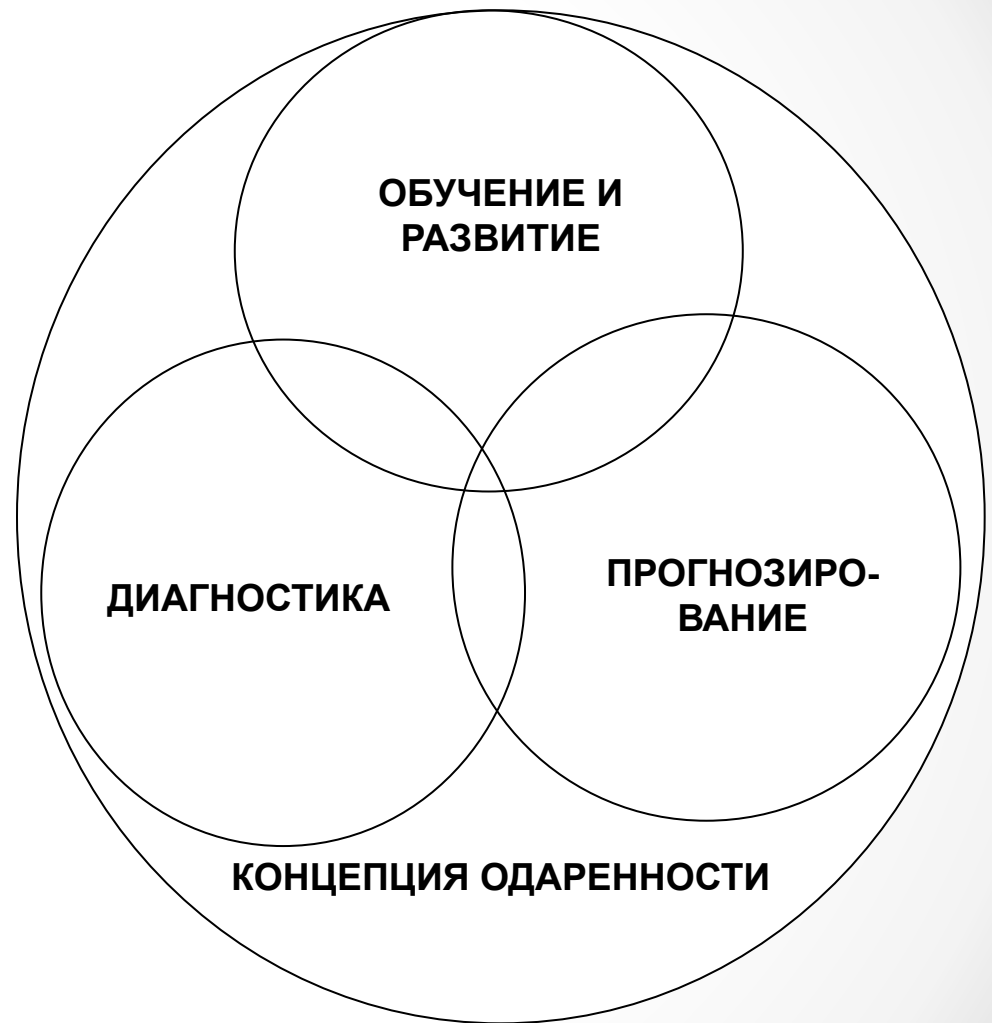 ОБУЧЕНИЕ И
РАЗВИТИЕ
ДИАГНОСТИКА
ПРОГНОЗИРО-
ВАНИЕ
КОНЦЕПЦИЯ ОДАРЕННОСТИ